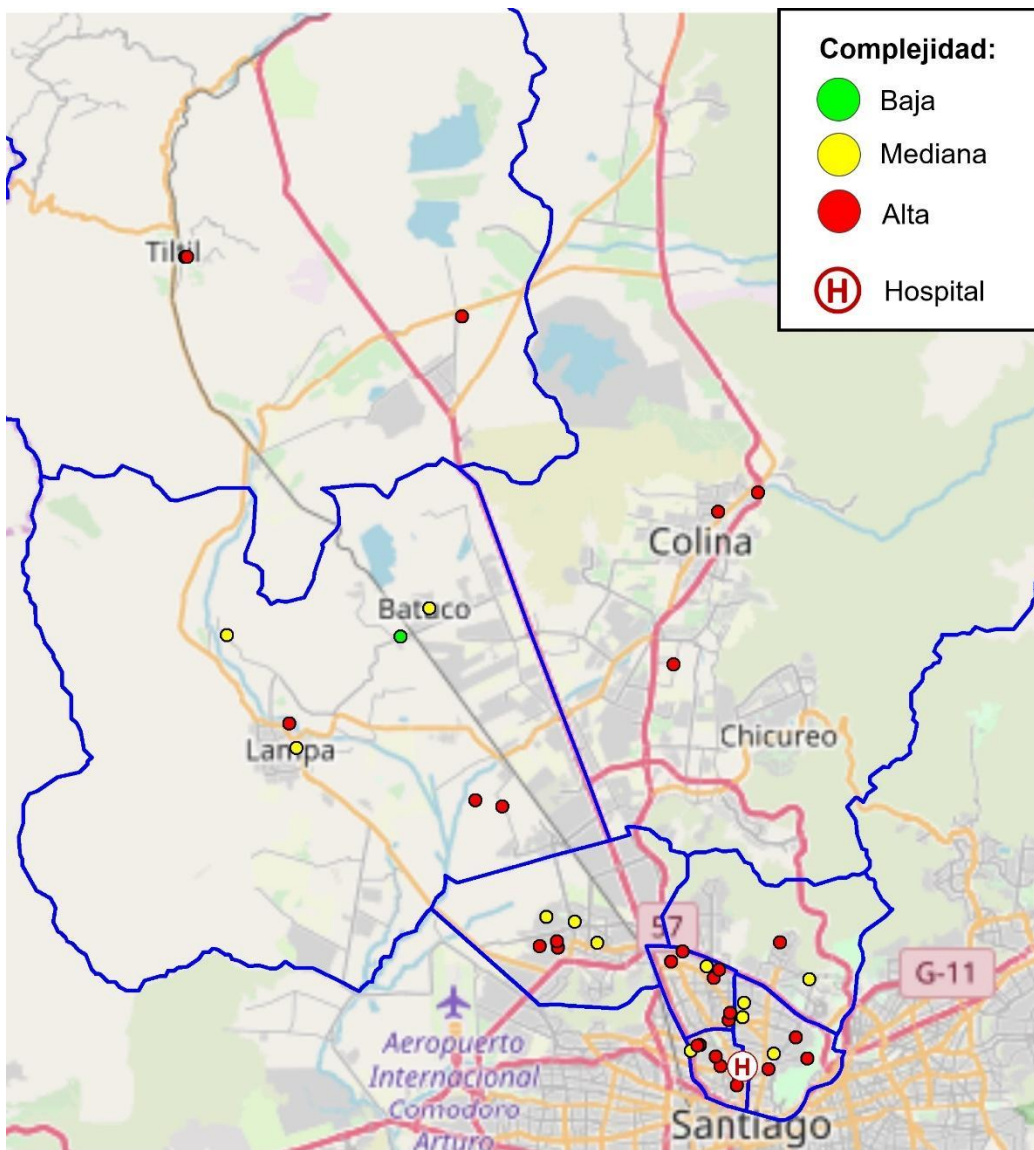 Complejidad:
Baja
Mediana
Alta
H Hospital
Tiltil
Colina
Batuco
Chicureo
Lampa
57
G-11
Aeropuerto
Internacional
Comodoro
Arturo
H
Santiago